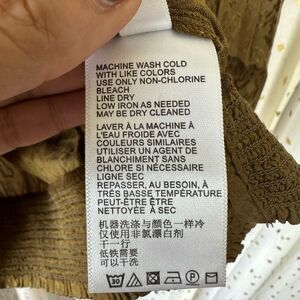 MACHINE WASH COLD
WITH LIKE COLORS
USE ONLY NON-CHLORINE
BLEACH
LINE DRY
LOW IRON AS NEEDED
MAY BE DRY CLEANED
LAVER À LA MACHINE À
L'EAU FROIDE AVEC
COULEURS SIMILAIRES
UTILISER UN AGENT DE
BLANCHIMENT SANS
CHLORE SI NÉCESSAIRE
LIGNE SEC
REPASSER, AU BESOIN, À
TRÈS BASSE TEMPÉRATURE
PEUT-ÊTRE ÊTRE
NETTOYÉE À SEC
机器洗涤与颜色一样冷
仅使用非氯漂白剂
干一行
低铁需要
可以干洗
30